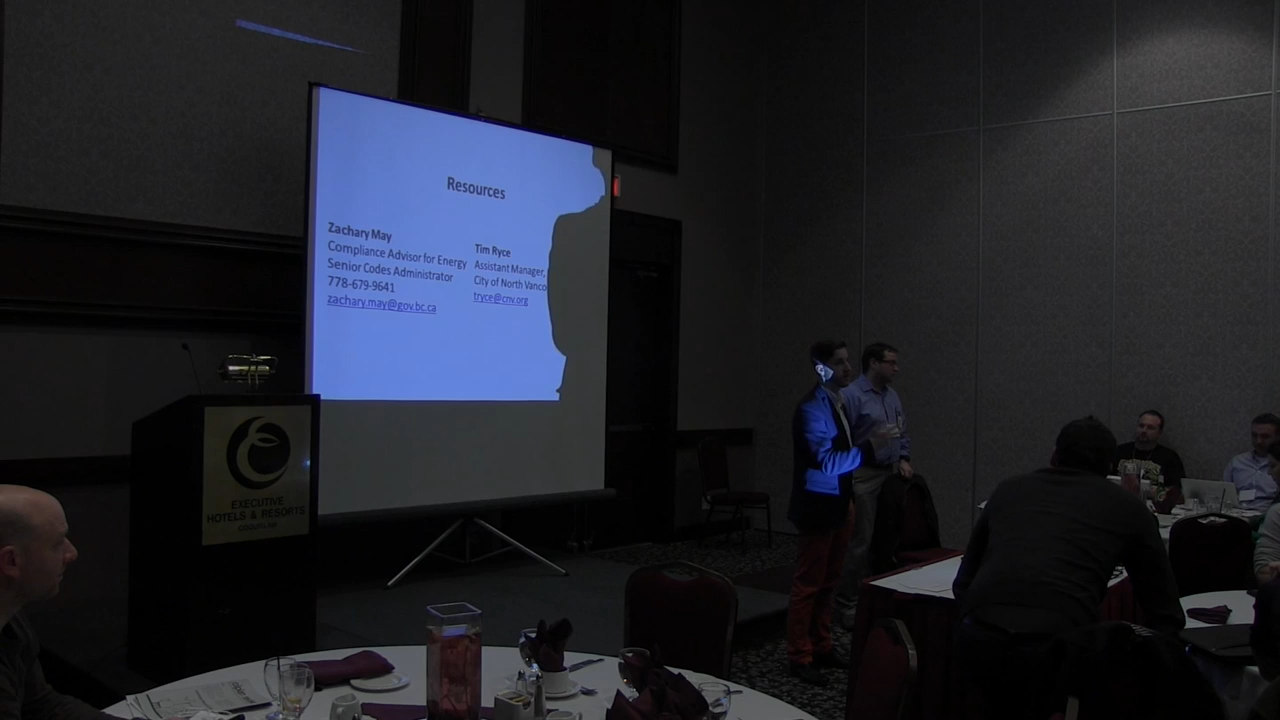 Resources
Zachary May
Compliance Advisor for Energy
Senior Codes Administrator
778-679-9641
zachary.may@gov.bc.ca
Tim Ryce
Assistant Manager,
City of North Vanco
tryce@cnv.org
EXECUTIVE
HOTELS & RESORTS